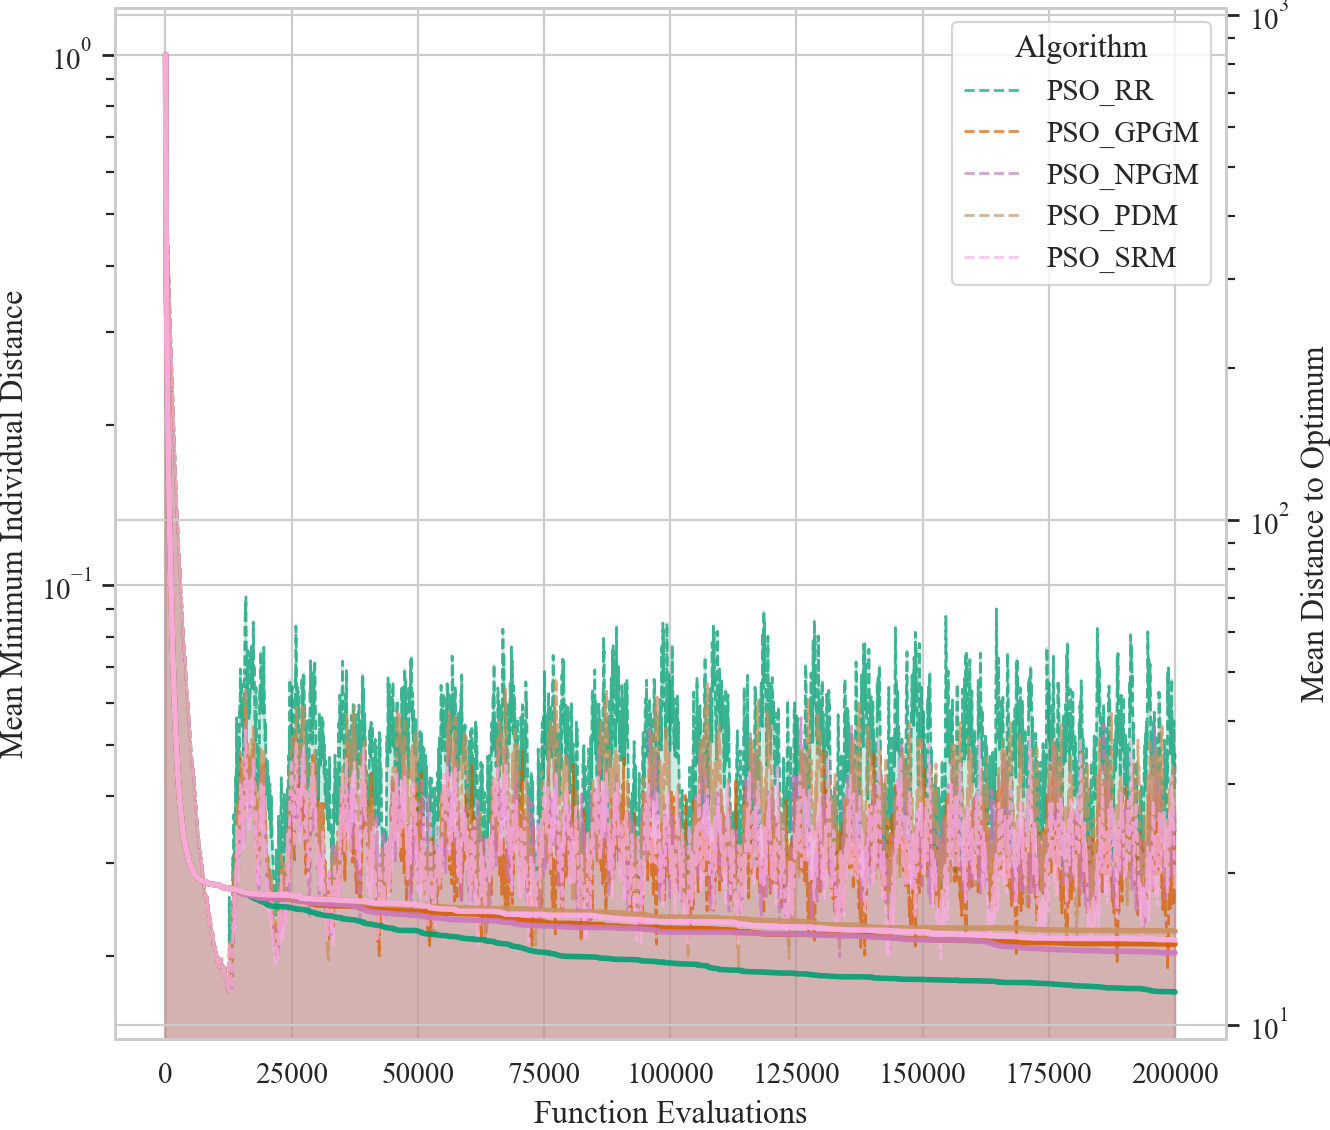 Algorithm
PSO_RR
PSO_GPGM
PSO_NPGM
PSO_PDM
PSO_SRM
Mean Minimum Individual Distance
10^0
10^−1
Mean Distance to Optimum
10^3
10^2
10^1
0 25000 50000 75000 100000 125000 150000 175000 200000
Function Evaluations